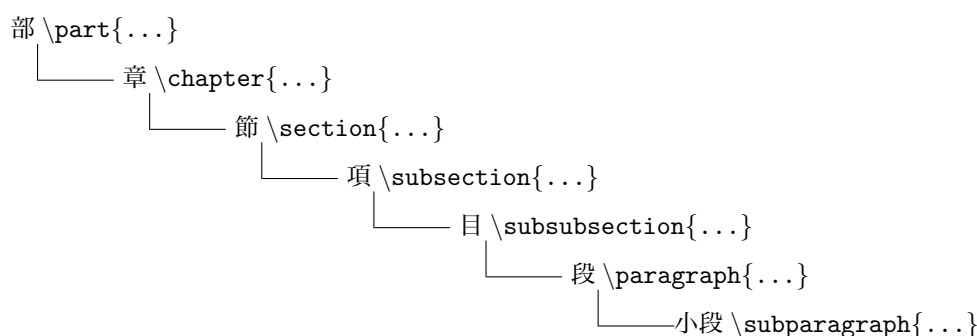 部 \part{...}
章 \chapter{...}
節 \section{...}
項 \subsection{...}
目 \subsubsection{...}
段 \paragraph{...}
小段 \subparagraph{...}